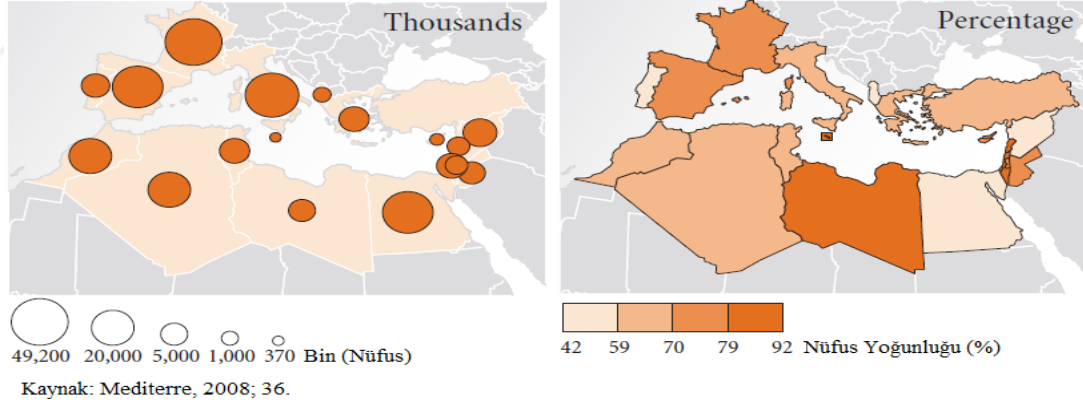 Thousands
Percentage
49,200 20,000 5,000 1,000 370 Bin (Nüfus)
42 59 70 79 92 Nüfus Yoğunluğu (%)
Kaynak: Mediterre, 2008; 36.